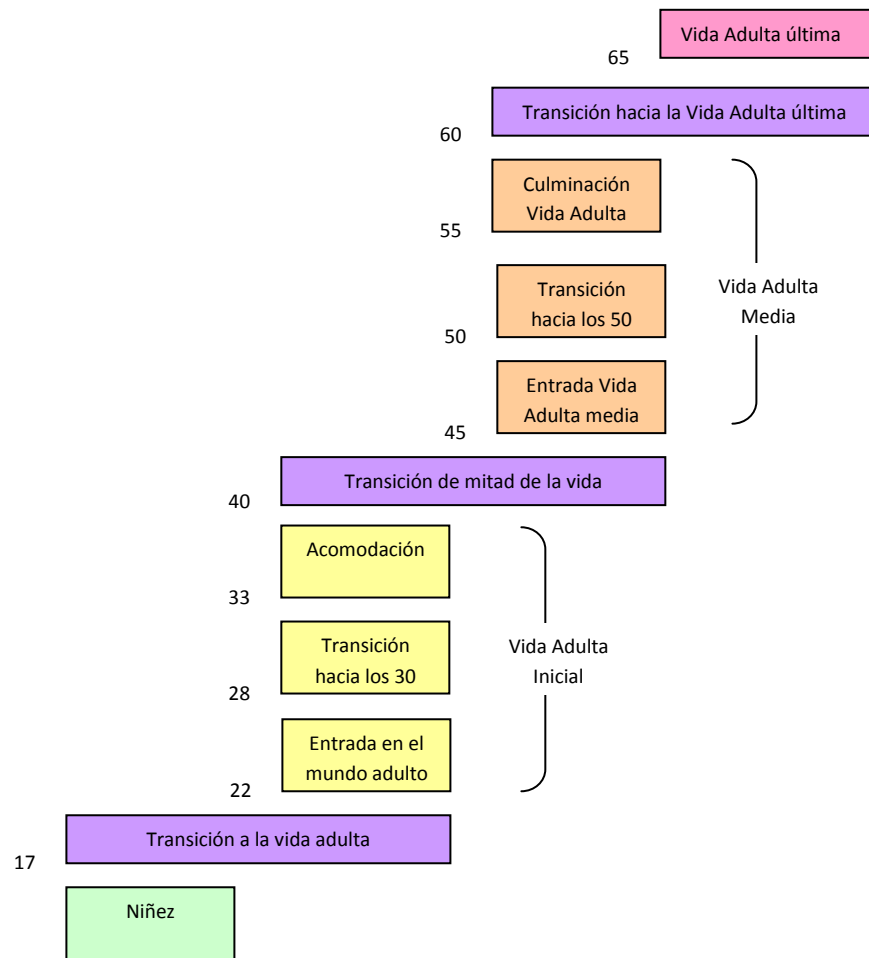 Vida Adulta última
65
Transición hacia la Vida Adulta última
60
Culminación
Vida Adulta
55
Transición
hacia los 50
50
Vida Adulta
Media
Entrada Vida
Adulta media
45
Transición de mitad de la vida
40
Acomodación
33
Transición
hacia los 30
28
Vida Adulta
Inicial
Entrada en el
mundo adulto
22
Transición a la vida adulta
17
Niñez